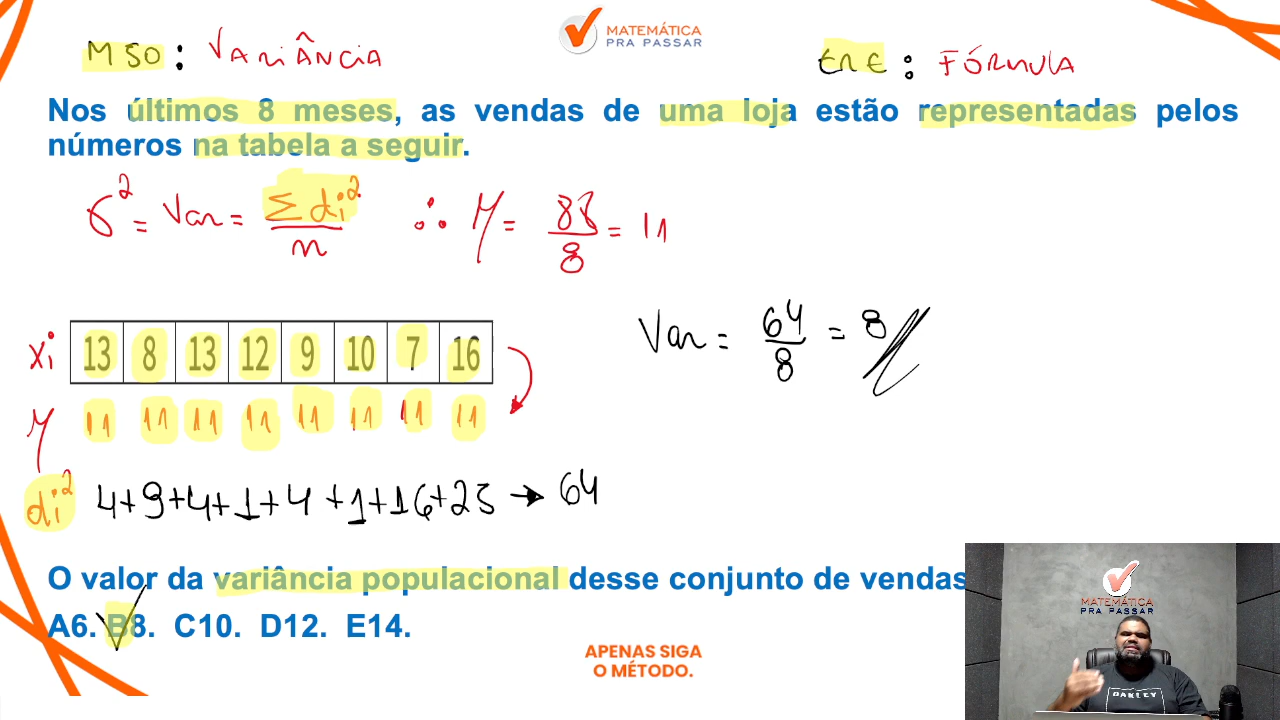 MATEMÁTICA
PRA PASSAR
MSO: VARIÂNCIA
ENE: FÓRMULA
Nos últimos 8 meses, as vendas de uma loja estão representadas pelos
números na tabela a seguir.
σ² = Var = Σ di² / n ∴ μ = 88/8 = 11
xi 13 8 13 12 9 10 7 16
Var = 64/8 = 8
μ 11 11 11 11 11 11 11 11
di² 4+9+4+1+4+1+16+25 → 64
O valor da variância populacional desse conjunto de vendas
A6. B8. C10. D12. E14.
APENAS SIGA
O MÉTODO.
MATEMÁTICA
PRA PASSAR
OAKLEY